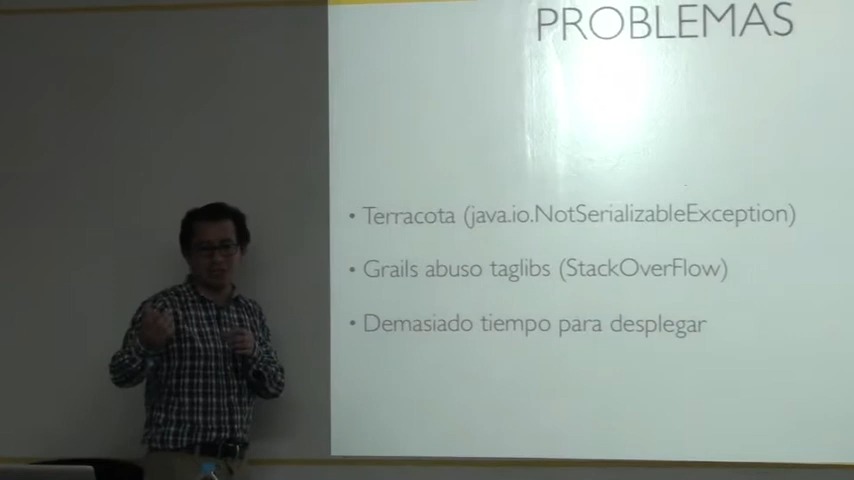 PROBLEMAS
• Terracota (java.io.NotSerializableException)
• Grails abuso taglibs (StackOverFlow)
• Demasiado tiempo para desplegar